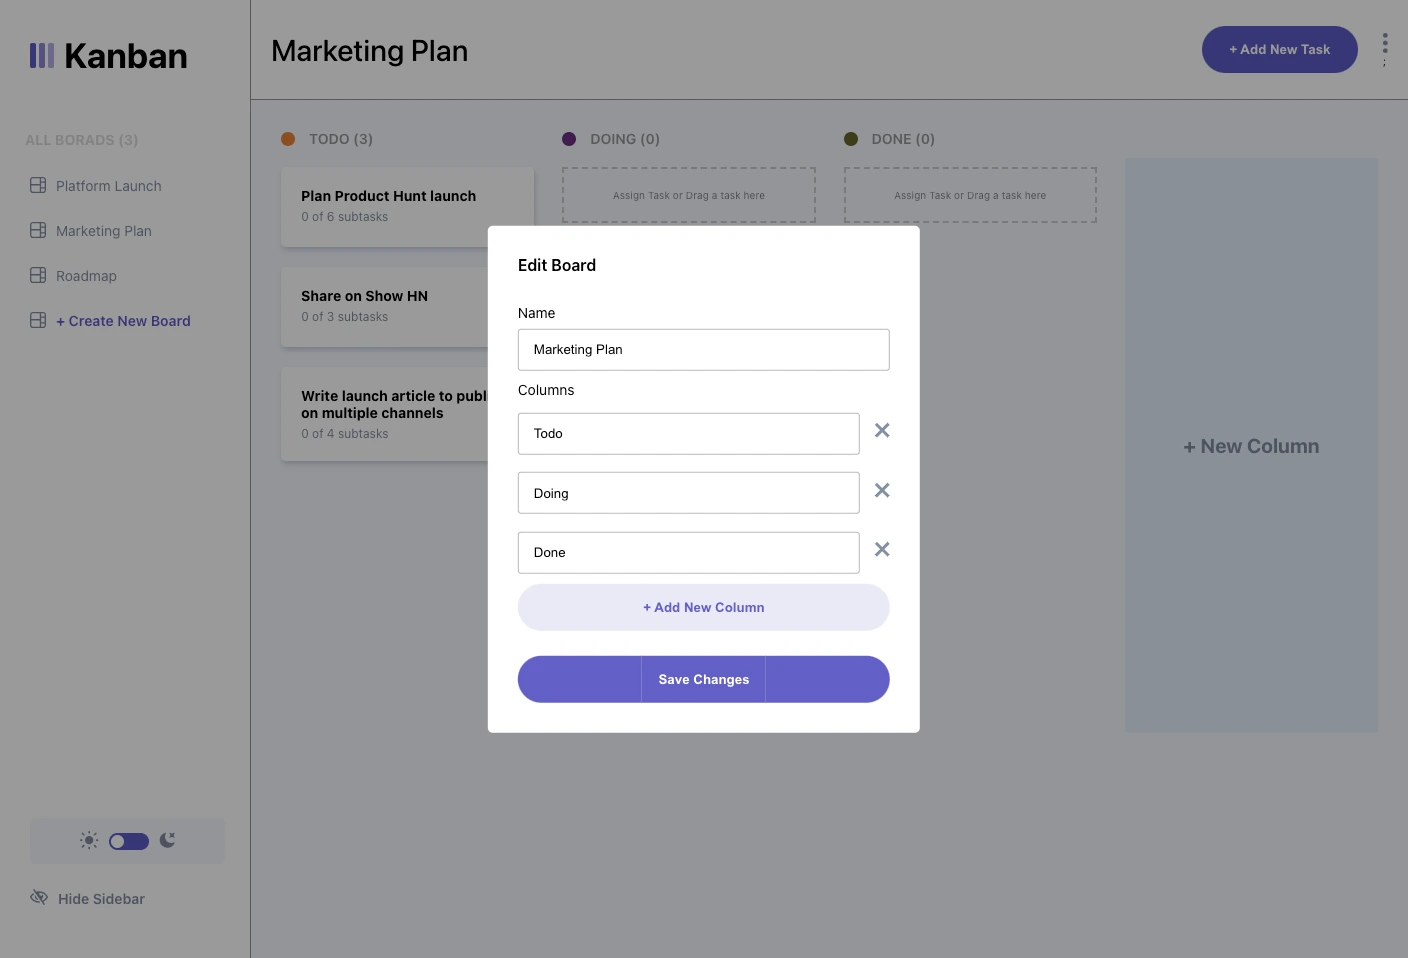 Kanban
ALL BORADS (3)
Platform Launch
Marketing Plan
Roadmap
+ Create New Board
Hide Sidebar
Marketing Plan
+ Add New Task
;
TODO (3)
Plan Product Hunt launch
0 of 6 subtasks
Share on Show HN
0 of 3 subtasks
Write launch article to publ
on multiple channels
0 of 4 subtasks
DOING (0)
Assign Task or Drag a task here
DONE (0)
Assign Task or Drag a task here
+ New Column
Edit Board
Name
Marketing Plan
Columns
Todo
Doing
Done
+ Add New Column
Save Changes